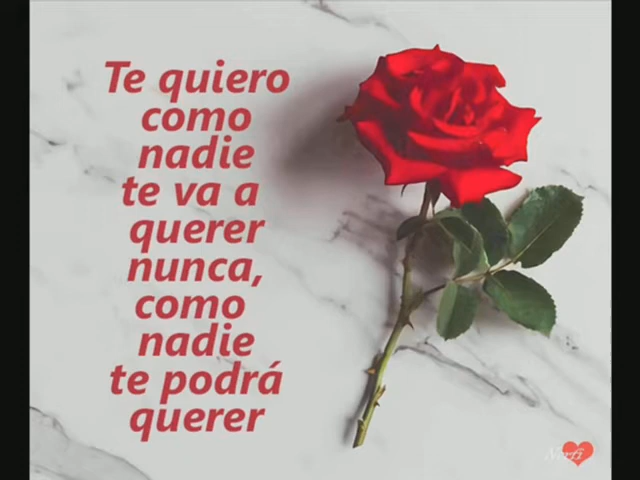 Te quiero
como
nadie
te va a
querer
nunca,
como
nadie
te podrá
querer